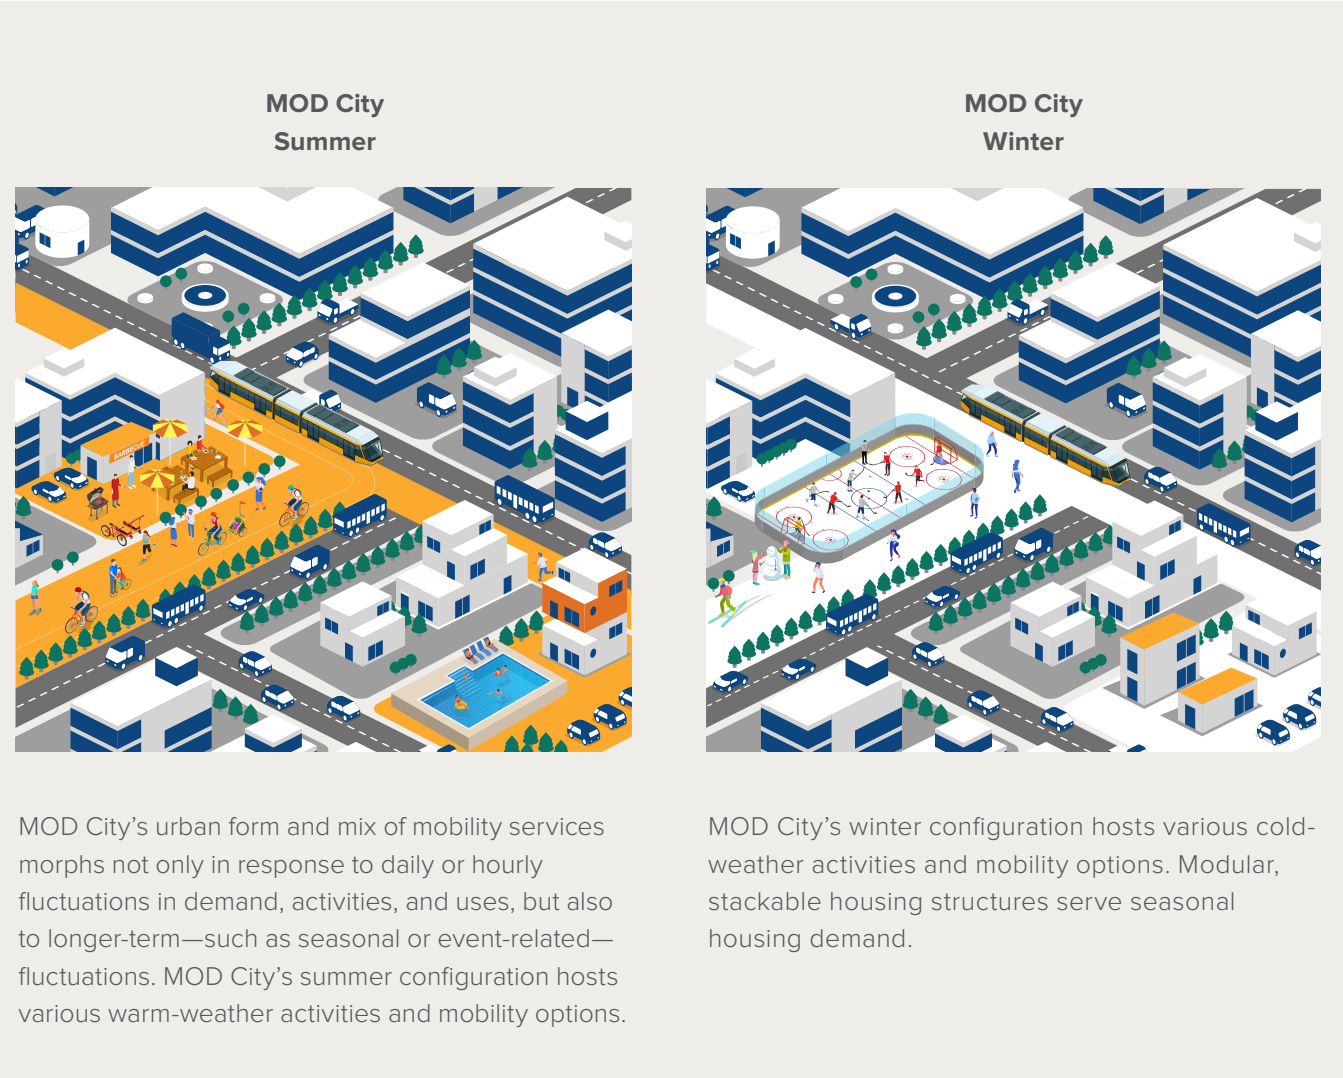 MOD City
Summer
MOD City
Winter
BARBECUE
MOD City’s urban form and mix of mobility services
morphs not only in response to daily or hourly
fluctuations in demand, activities, and uses, but also
to longer-term—such as seasonal or event-related—
fluctuations. MOD City’s summer configuration hosts
various warm-weather activities and mobility options.
MOD City’s winter configuration hosts various cold-
weather activities and mobility options. Modular,
stackable housing structures serve seasonal
housing demand.